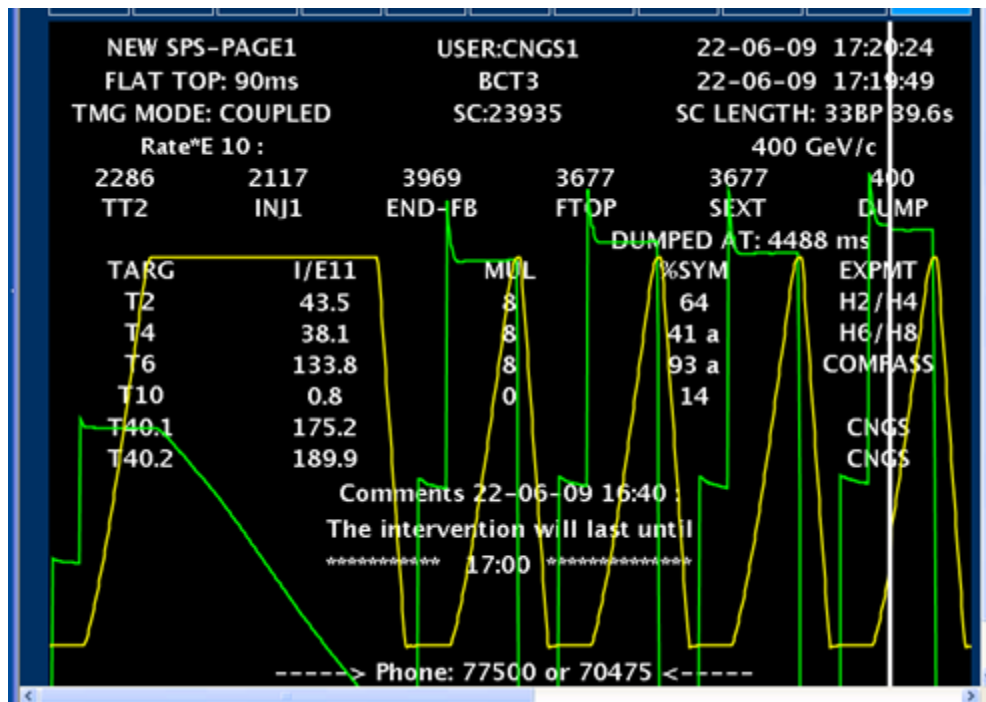 NEW SPS-PAGE1 USER:CNGS1 22-06-09 17:20:24
FLAT TOP: 90ms BCT3 22-06-09 17:19:49
TMG MODE: COUPLED SC:23935 SC LENGTH: 33BP 39.6s
Rate*E 10 : 400 GeV/c
2286 2117 3969 3677 3677 400
TT2 INJ1 END-FB FTOP SEXT DUMP
DUMPED AT: 4488 ms
TARG I/E11 MUL %SYM EXPMT
T2 43.5 8 64 H2/H4
T4 38.1 8 41 a H6/H8
T6 133.8 8 93 a COMPASS
T10 0.8 0 14
T40.1 175.2 CNGS
T40.2 189.9 CNGS
Comments 22-06-09 16:40 :
The intervention will last until
*********** 17:00 **************
-----> Phone: 77500 or 70475 <-----